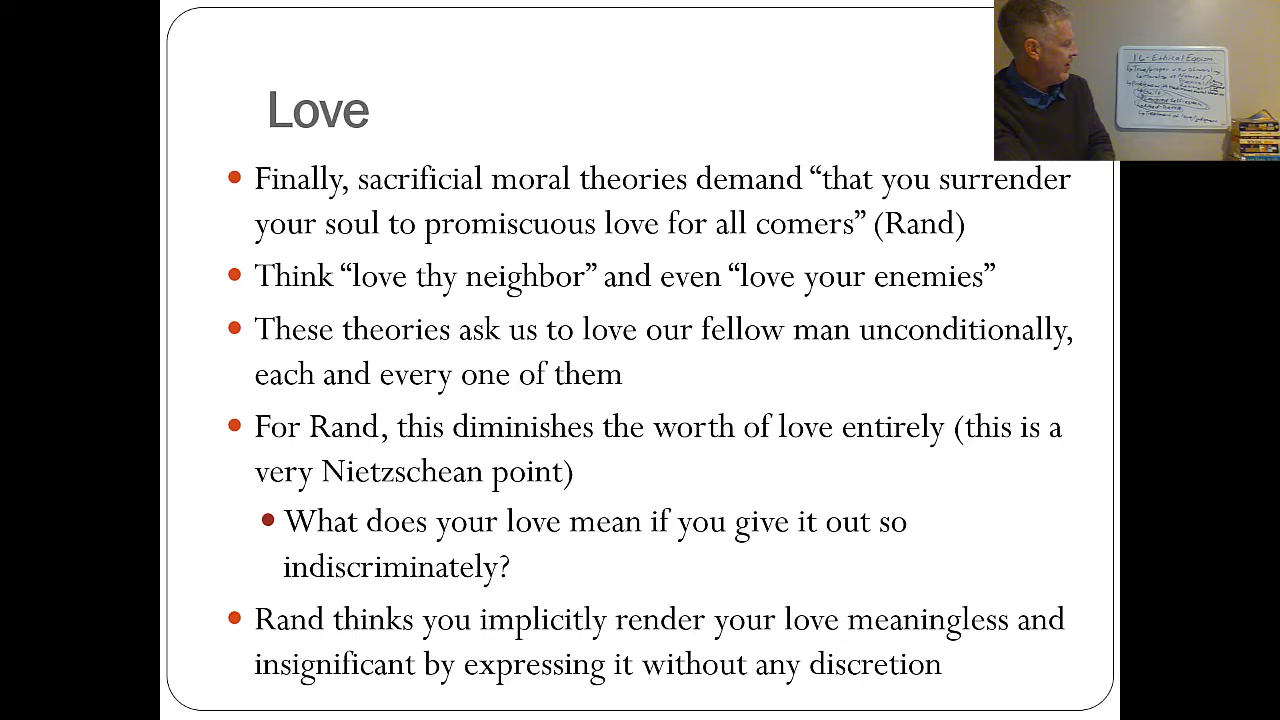 Love
Finally, sacrificial moral theories demand “that you surrender
your soul to promiscuous love for all comers” (Rand)
Think “love thy neighbor” and even “love your enemies”
These theories ask us to love our fellow man unconditionally,
each and every one of them
For Rand, this diminishes the worth of love entirely (this is a
very Nietzschean point)
What does your love mean if you give it out so
indiscriminately?
Rand thinks you implicitly render your love meaningless and
insignificant by expressing it without any discretion
16-Ethical Egoism